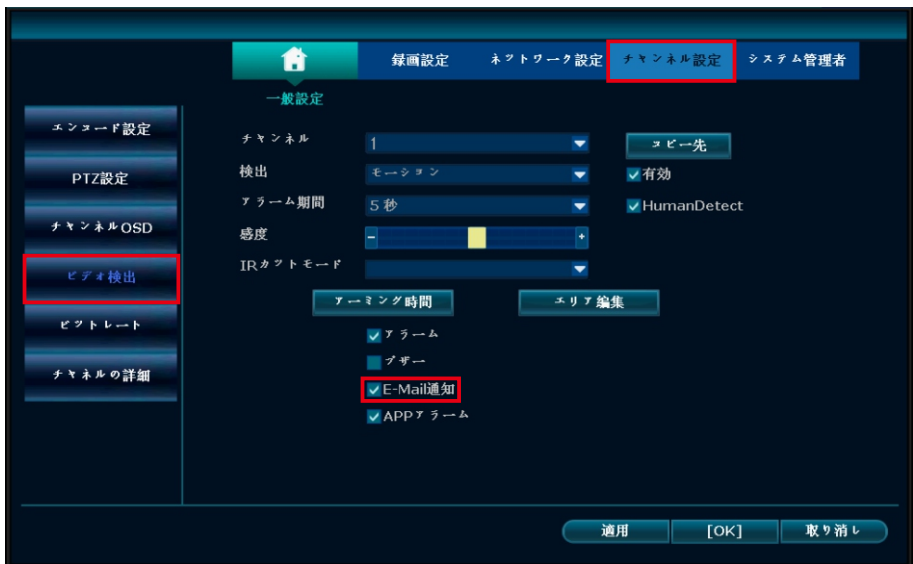 録画設定 ネットワーク設定 チャンネル設定 システム管理者
一般設定
エンコード設定
PTZ設定
チャンネルOSD
ビデオ検出
ビットレート
チャネルの詳細
チャンネル 1 コピー先
検出 モーション 有効
アラーム期間 5 秒 HumanDetect
感度 - +
IRカットモード
アーミング時間 エリア編集
アラーム
ブザー
E-Mail通知
APPアラーム
適用 [OK] 取り消し